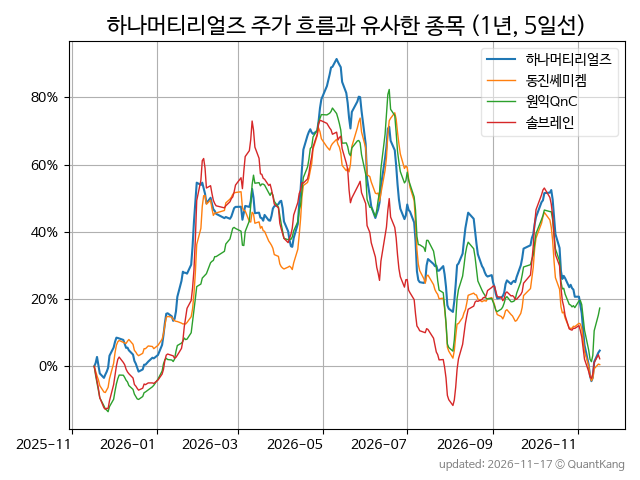 하나머티리얼즈 주가 흐름과 유사한 종목 (1년, 5일선)
하나머티리얼즈
동진쎄미켐
원익QnC
솔브레인
80%
60%
40%
20%
0%
2025-11 2026-01 2026-03 2026-05 2026-07 2026-09 2026-11
updated: 2026-11-17 © QuantKang